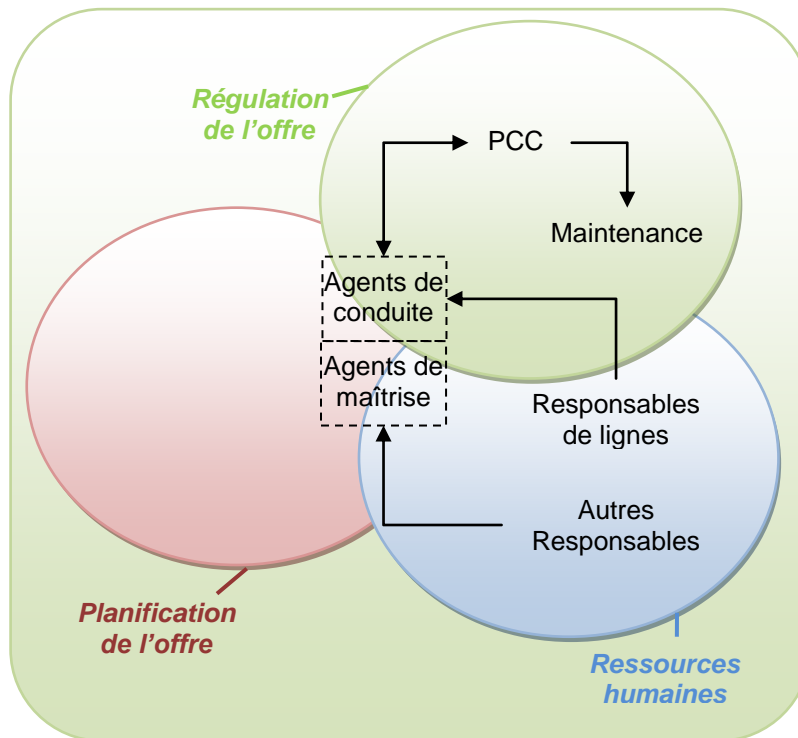 Régulation
de l'offre
PCC
Maintenance
Agents de
conduite
Agents de
maîtrise
Responsables
de lignes
Autres
Responsables
Planification
de l'offre
Ressources
humaines